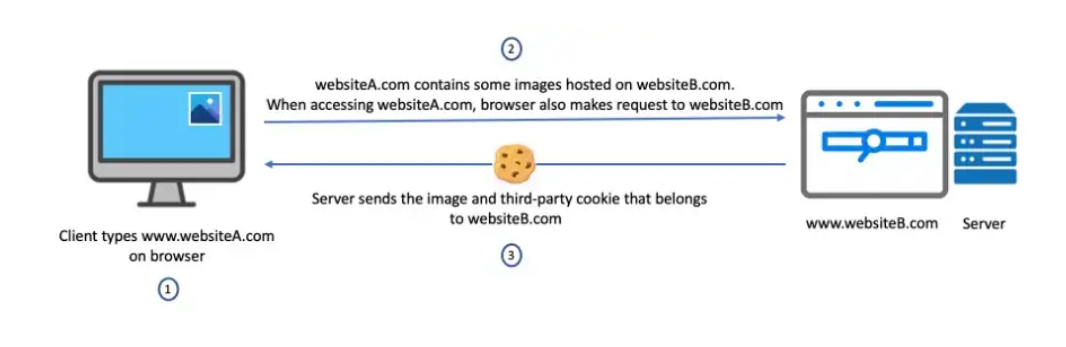 2
websiteA.com contains some images hosted on websiteB.com.
When accessing websiteA.com, browser also makes request to websiteB.com
Server sends the image and third-party cookie that belongs
to websiteB.com
3
Client types www.websiteA.com
on browser
1
www.websiteB.com
Server